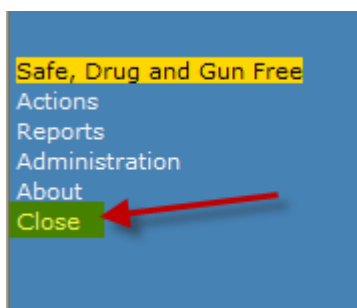 Safe, Drug and Gun Free
Actions
Reports
Administration
About
Close